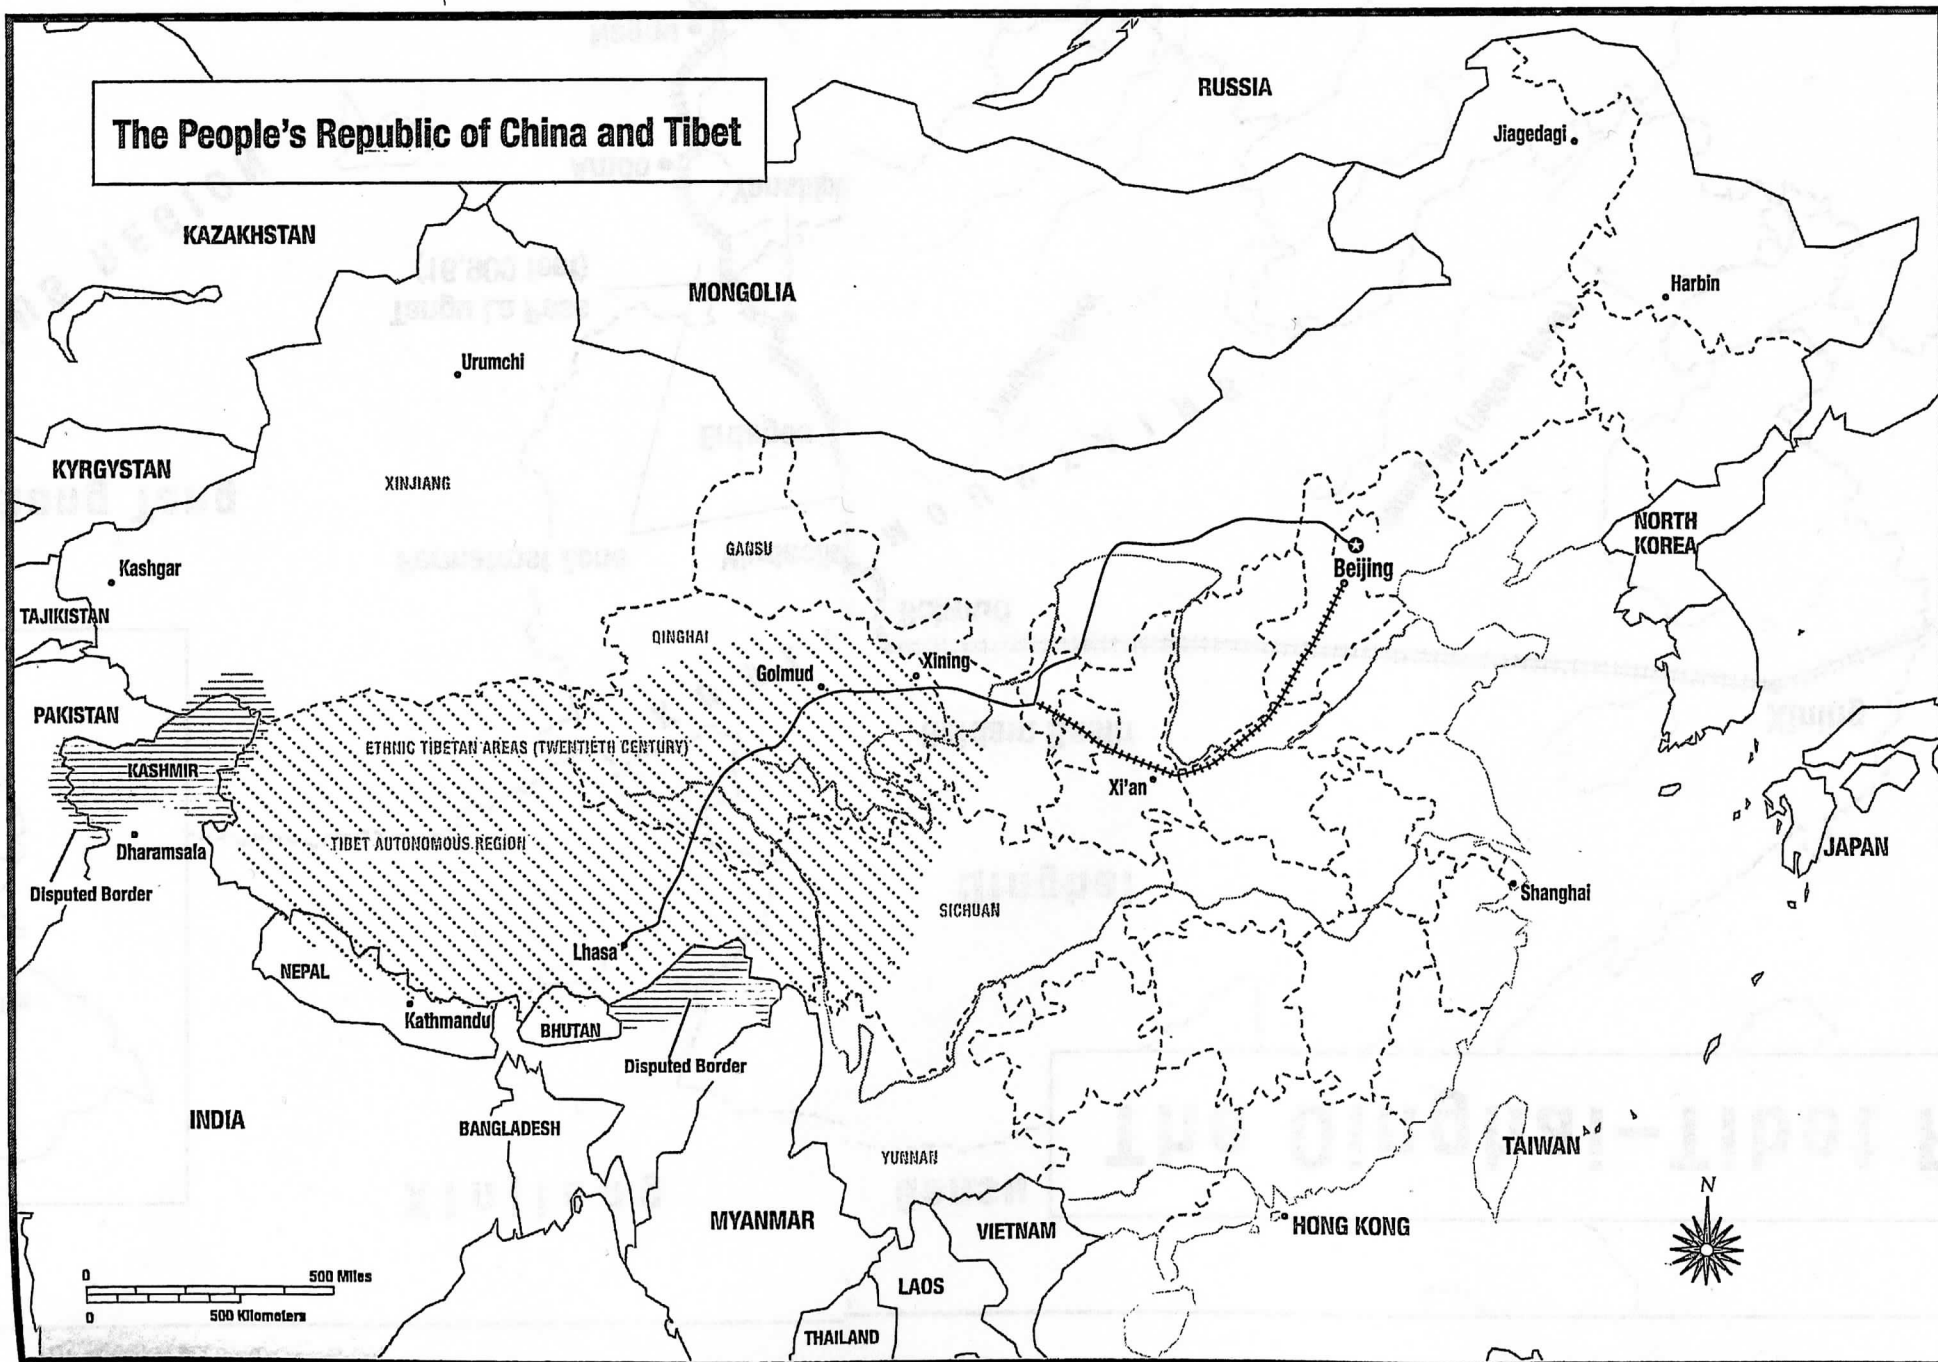 The People's Republic of China and Tibet
RUSSIA
Jiagedagi
KAZAKHSTAN
MONGOLIA
Harbin
Urumchi
KYRGYSTAN
XINJIANG
GANSU
NORTH
KOREA
Beijing
Kashgar
TAJIKISTAN
QINGHAI
Xining
Golmud
PAKISTAN
ETHNIC TIBETAN AREAS (TWENTIETH CENTURY)
KASHMIR
Xi'an
Dharamsala
TIBET AUTONOMOUS REGION
JAPAN
Disputed Border
Shanghai
SICHUAN
Lhasa
NEPAL
Kathmandu
BHUTAN
Disputed Border
INDIA
BANGLADESH
TAIWAN
YUNNAN
N
MYANMAR
VIETNAM
HONG KONG
0 500 Miles
LAOS
0 500 Kilometers
THAILAND